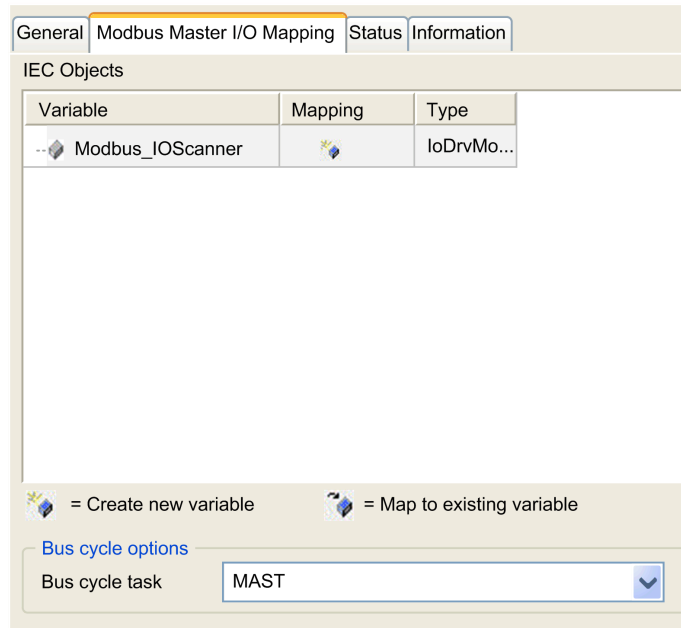 General Modbus Master I/O Mapping Status Information
IEC Objects
Variable Mapping Type
Modbus_IOScanner IoDrvMo...
= Create new variable = Map to existing variable
Bus cycle options
Bus cycle task MAST